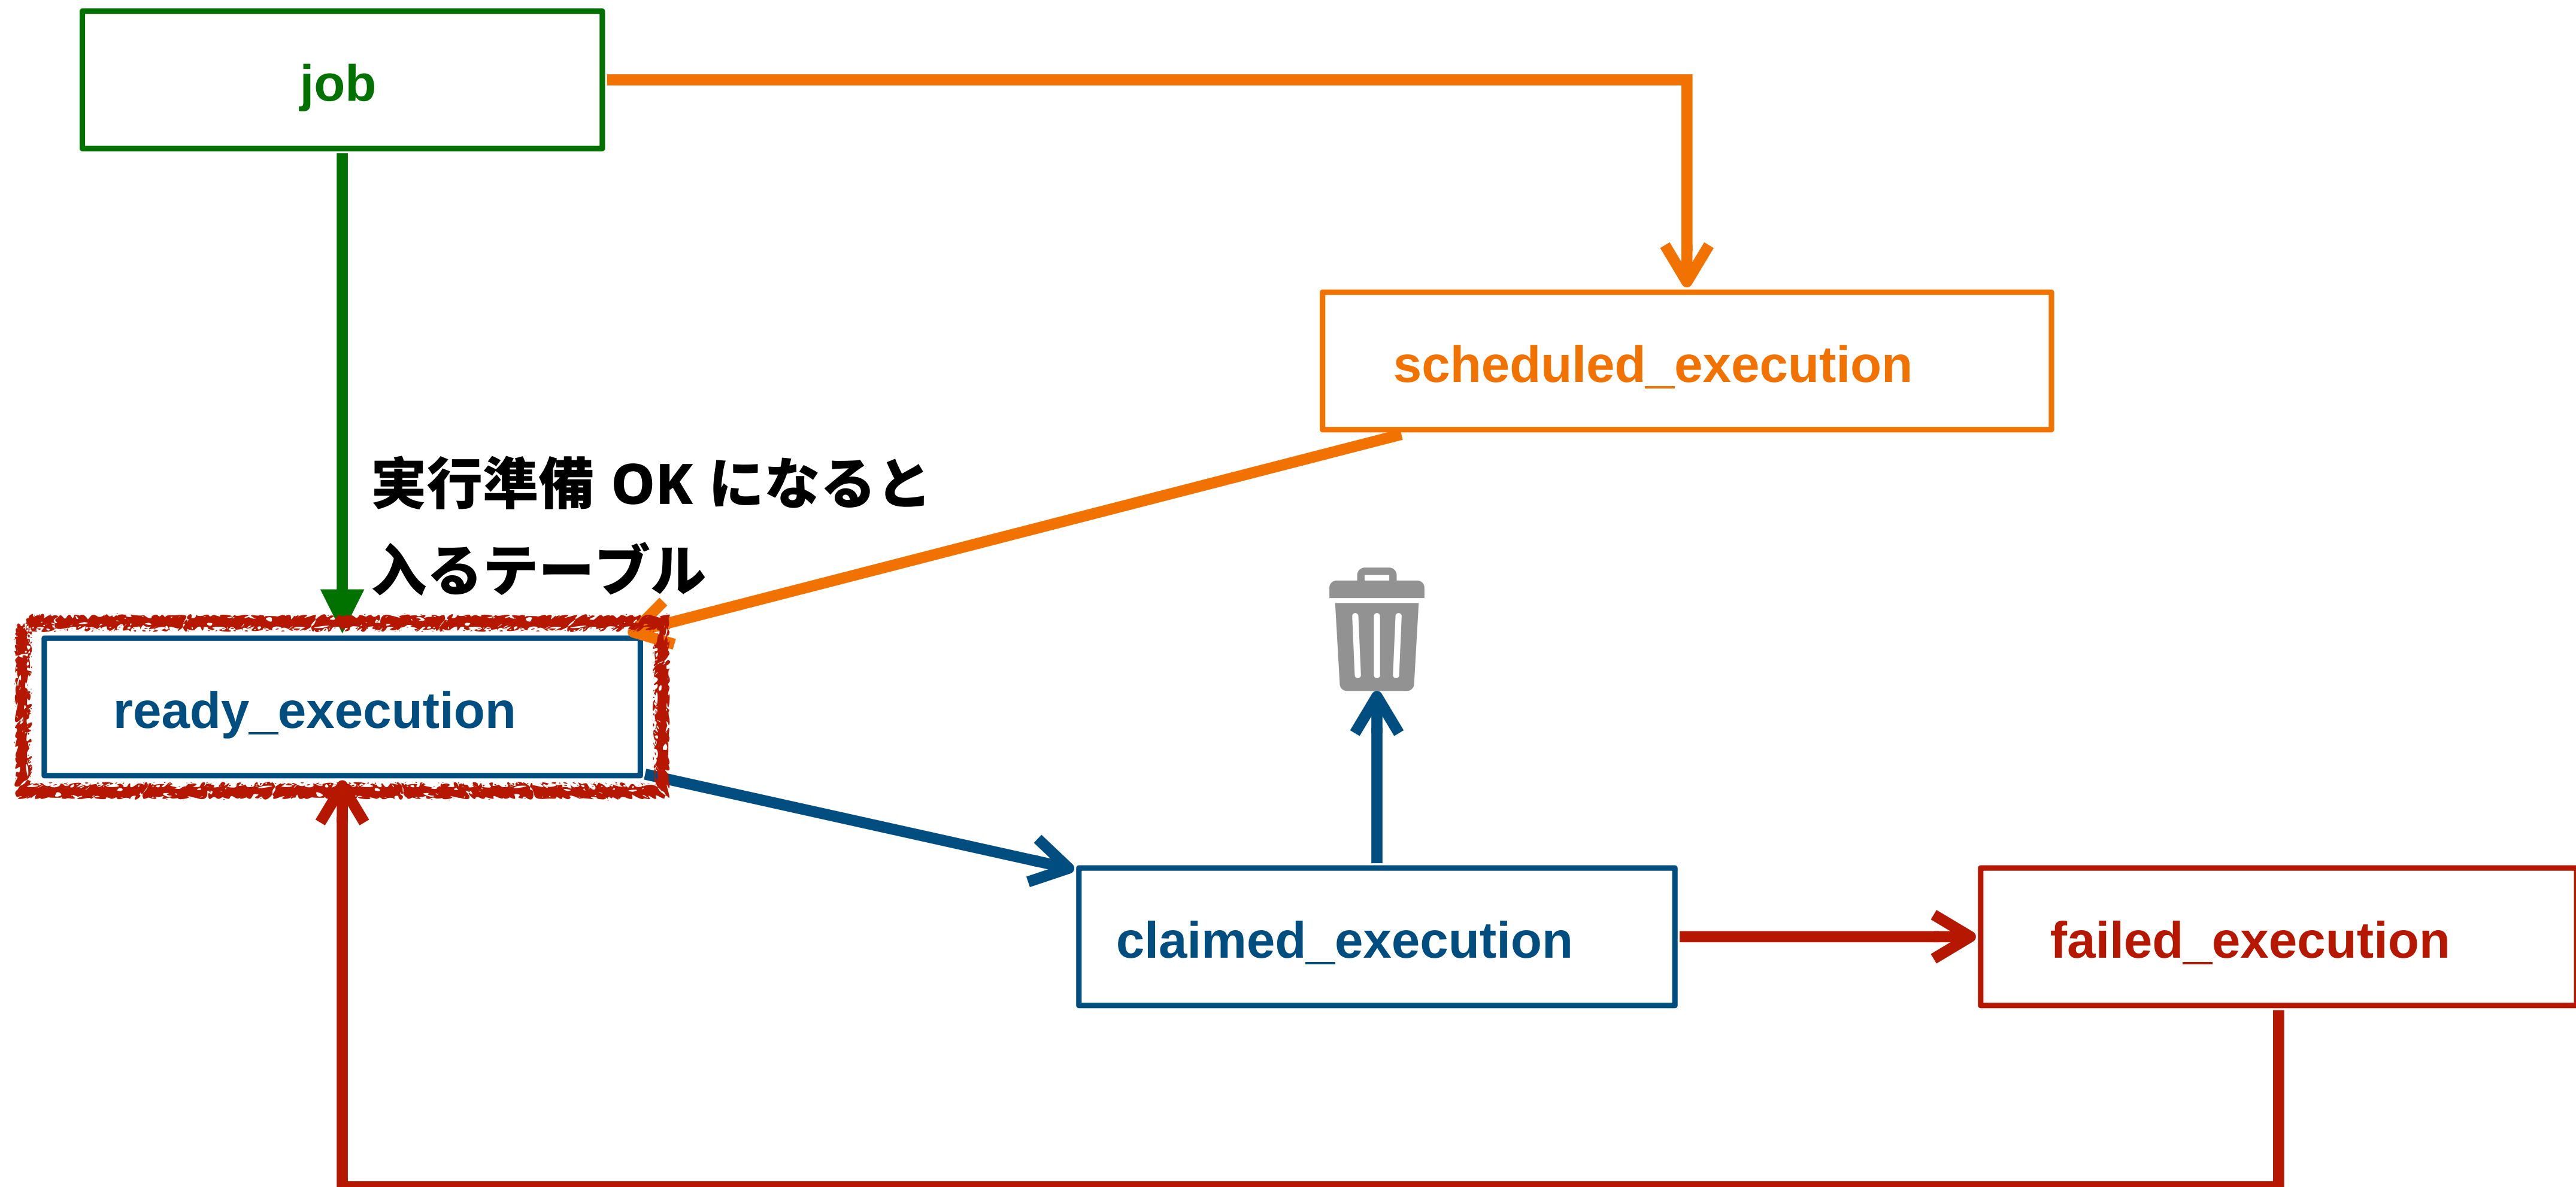 job
scheduled_execution
実行準備 OK になると
入るテーブル
ready_execution
claimed_execution
failed_execution